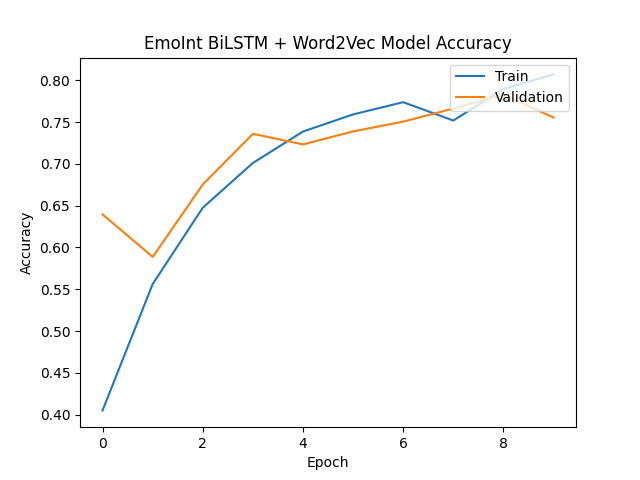 EmoInt BiLSTM + Word2Vec Model Accuracy
Train
Validation
0.80
0.75
0.70
0.65
0.60
0.55
0.50
0.45
0.40
Accuracy
0 2 4 6 8
Epoch